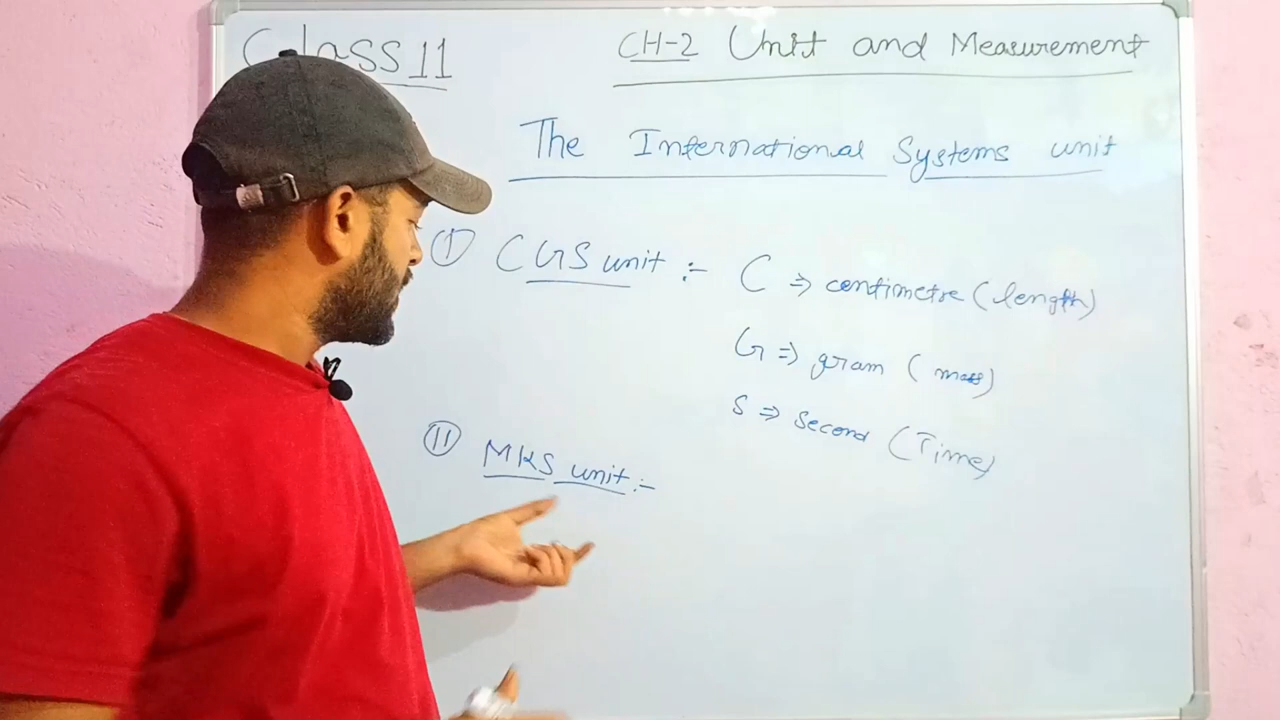 Class 11
CH-2 Unit and Measurement
The International Systems unit
I CGS unit :- C ⇒ centimetre (length)
G ⇒ gram (mass)
S ⇒ second (Time)
II MKS unit :-